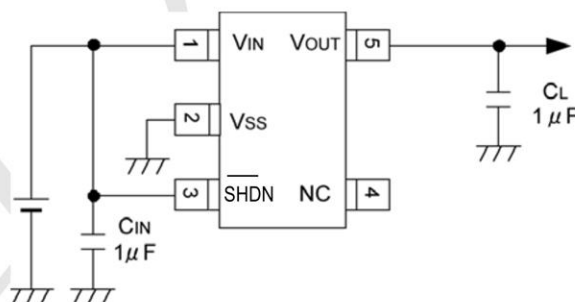 1 VIN VOUT 5
CL
1μF
2 VSS
3 SHDN NC 4
CIN
1μF